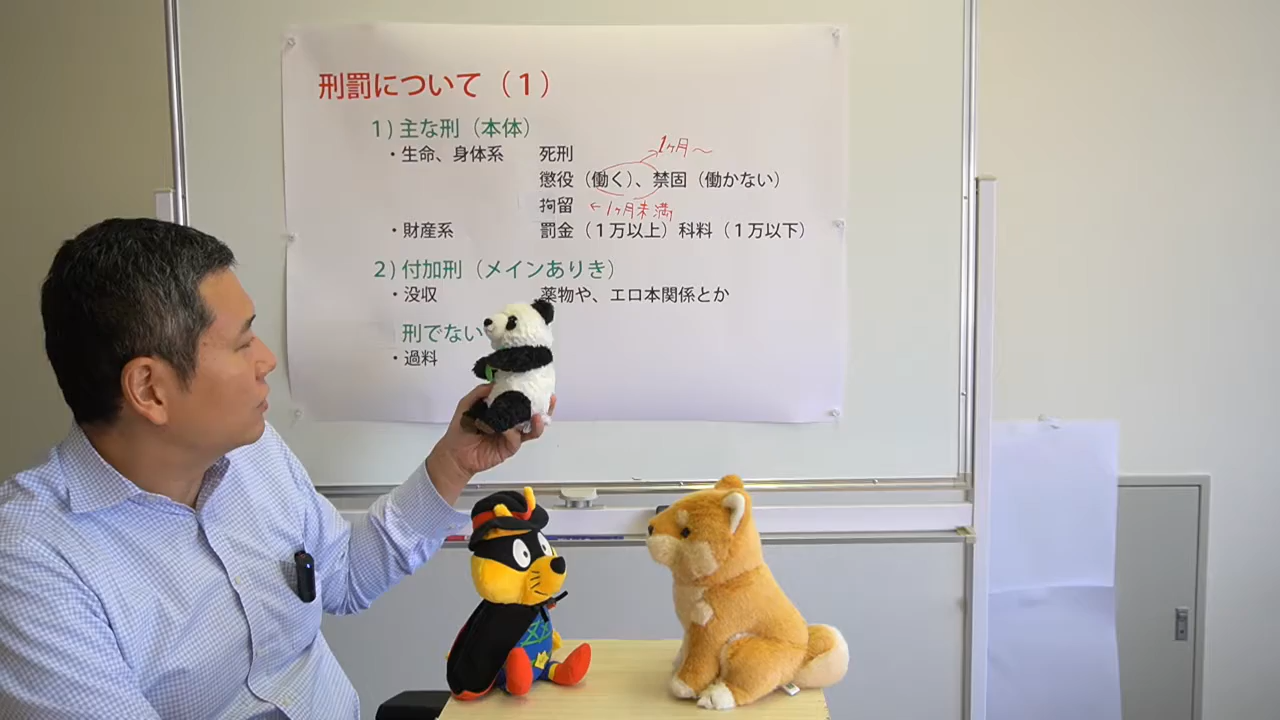 刑罰について（１）
１）主な刑（本体）
・生命、身体系　死刑
1ヶ月～
懲役（働く）、禁固（働かない）
拘留 ←1ヶ月未満
・財産系　罰金（１万以上）科料（１万以下）
２）付加刑（メインありき）
・没収　薬物や、エロ本関係とか
刑でない
・過料